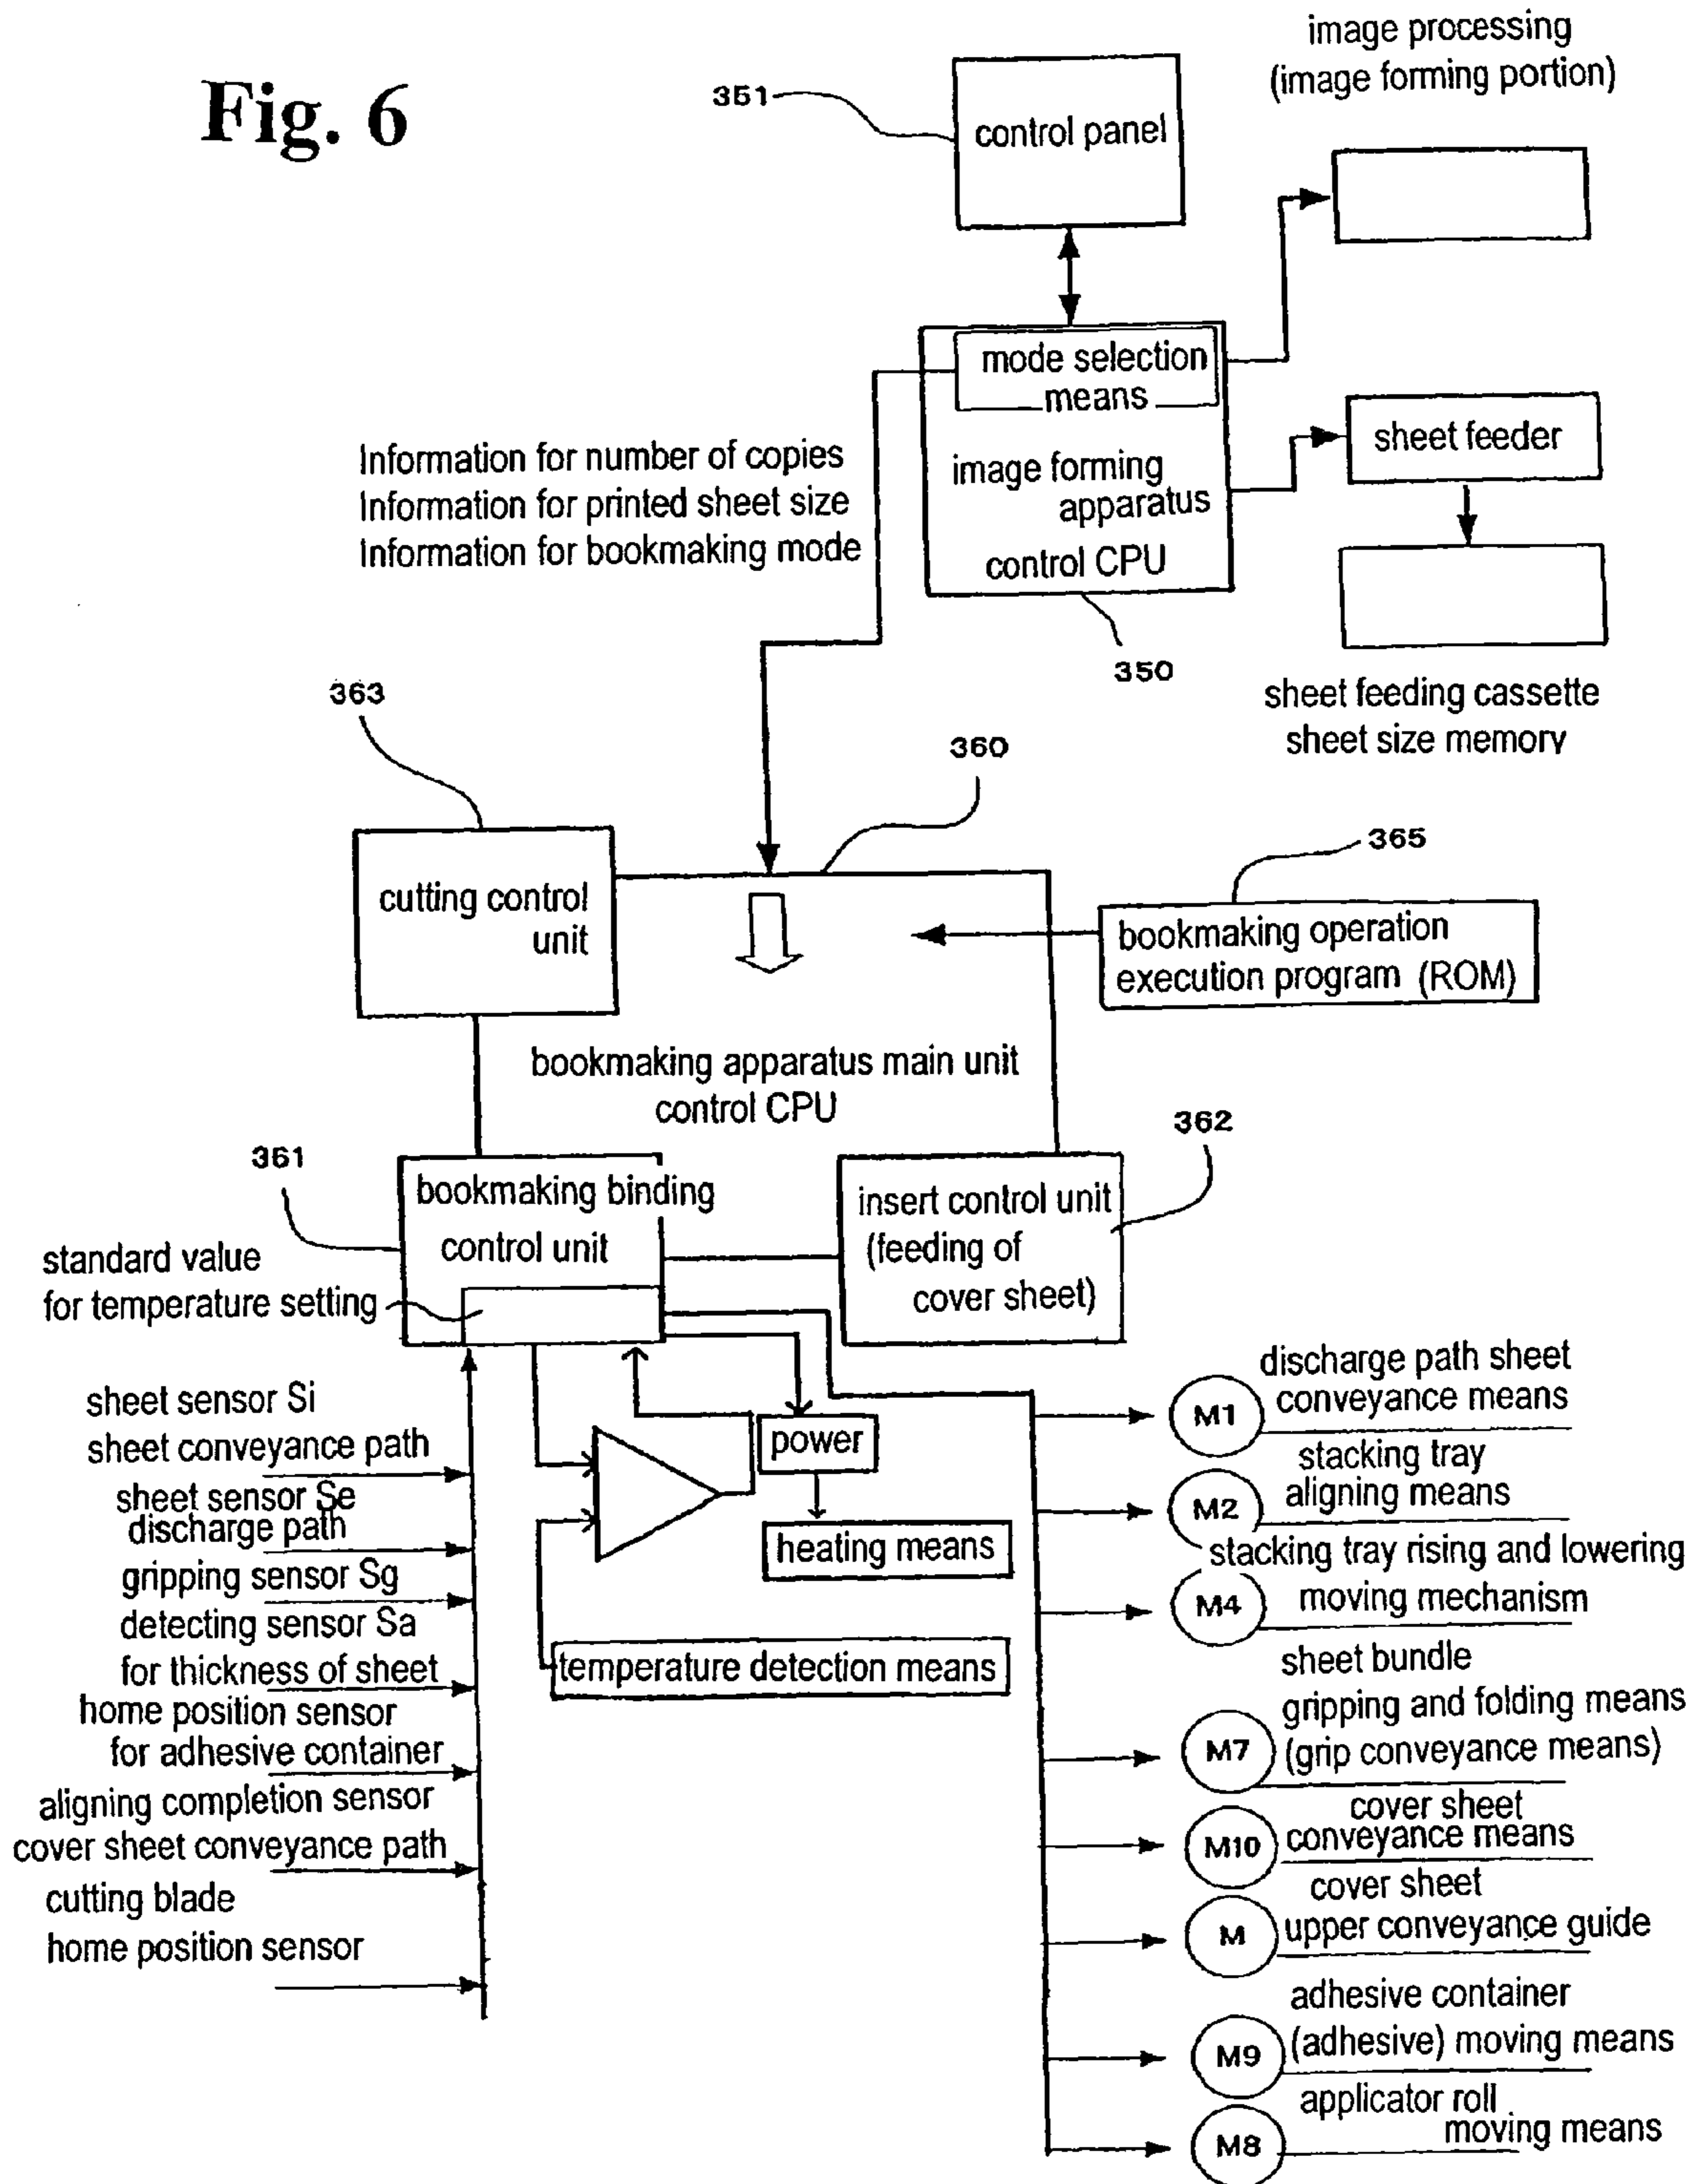 Fig. 6
image processing
(image forming portion)
351
control panel
mode selection
means
image forming
apparatus
control CPU
350
sheet feeder
sheet feeding cassette
sheet size memory
Information for number of copies
Information for printed sheet size
Information for bookmaking mode
363
360
365
cutting control
unit
bookmaking operation
execution program (ROM)
bookmaking apparatus main unit
control CPU
361
362
bookmaking binding
control unit
insert control unit
(feeding of
cover sheet)
standard value
for temperature setting
sheet sensor Si
sheet conveyance path
sheet sensor Se
discharge path
gripping sensor Sg
detecting sensor Sa
for thickness of sheet
home position sensor
for adhesive container
aligning completion sensor
cover sheet conveyance path
cutting blade
home position sensor
power
heating means
temperature detection means
discharge path sheet
M1 conveyance means
stacking tray
M2 aligning means
stacking tray rising and lowering
M4 moving mechanism
sheet bundle
gripping and folding means
M7 (grip conveyance means)
cover sheet
M10 conveyance means
cover sheet
M upper conveyance guide
adhesive container
M9 (adhesive) moving means
applicator roll
M8 moving means